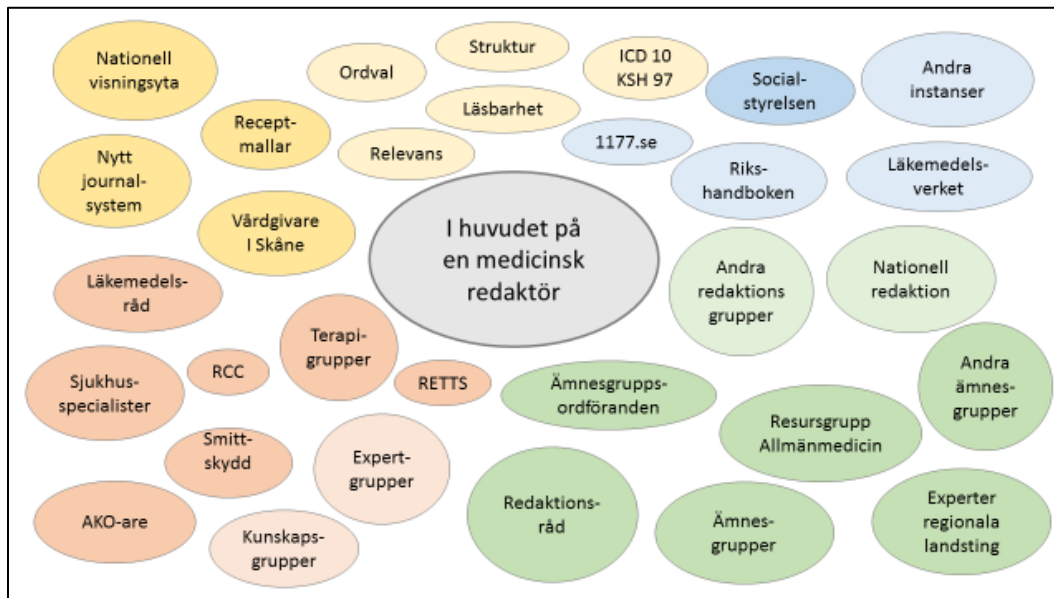 Nationell
visningsyta
Ordval
Struktur
ICD 10
KSH 97
Social-
styrelsen
Andra
instanser
Läsbarhet
Recept-
mallar
Relevans
1177.se
Nytt
journal-
system
Riks-
handboken
Läkemedels-
verket
Vårdgivare
I Skåne
I huvudet på
en medicinsk
redaktör
Andra
redaktions
grupper
Nationell
redaktion
Läkemedels-
råd
Terapi-
grupper
Sjukhus-
specialister
RCC
RETTS
Ämnesgrupps-
ordföranden
Andra
ämnes-
grupper
Resursgrupp
Allmänmedicin
Smitt-
skydd
Expert-
grupper
Redaktions-
råd
AKO-are
Kunskaps-
grupper
Ämnes-
grupper
Experter
regionala
landsting